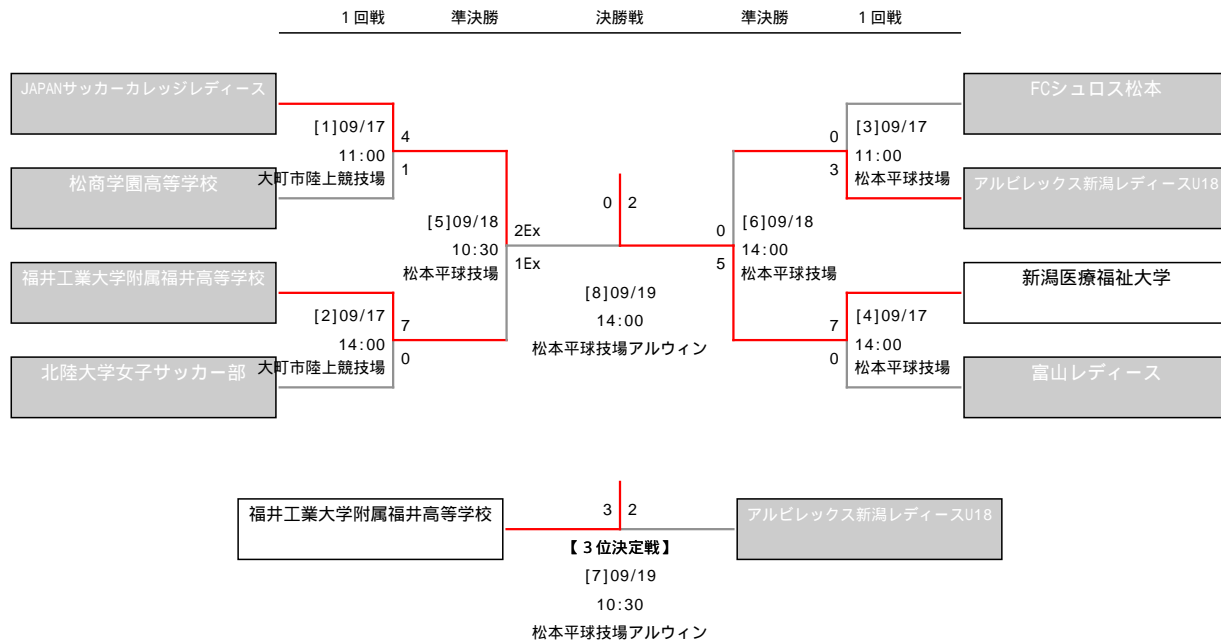 １回戦 準決勝 決勝戦 準決勝 １回戦
JAPANサッカーカレッジレディース
[1]09/17
4
11:00
1
大町市陸上競技場
松商学園高等学校
[5]09/18
2Ex
10:30
1Ex
松本平球技場
福井工業大学附属福井高等学校
[2]09/17
7
14:00
0
大町市陸上競技場
北陸大学女子サッカー部
0 2
[8]09/19
14:00
松本平球技場アルウィン
FCシュロス松本
0
[3]09/17
11:00
3
松本平球技場
アルビレックス新潟レディースU18
0
[6]09/18
14:00
5
松本平球技場
新潟医療福祉大学
7
[4]09/17
14:00
0
松本平球技場
富山レディース
福井工業大学附属福井高等学校
3 2
アルビレックス新潟レディースU18
【３位決定戦】
[7]09/19
10:30
松本平球技場アルウィン